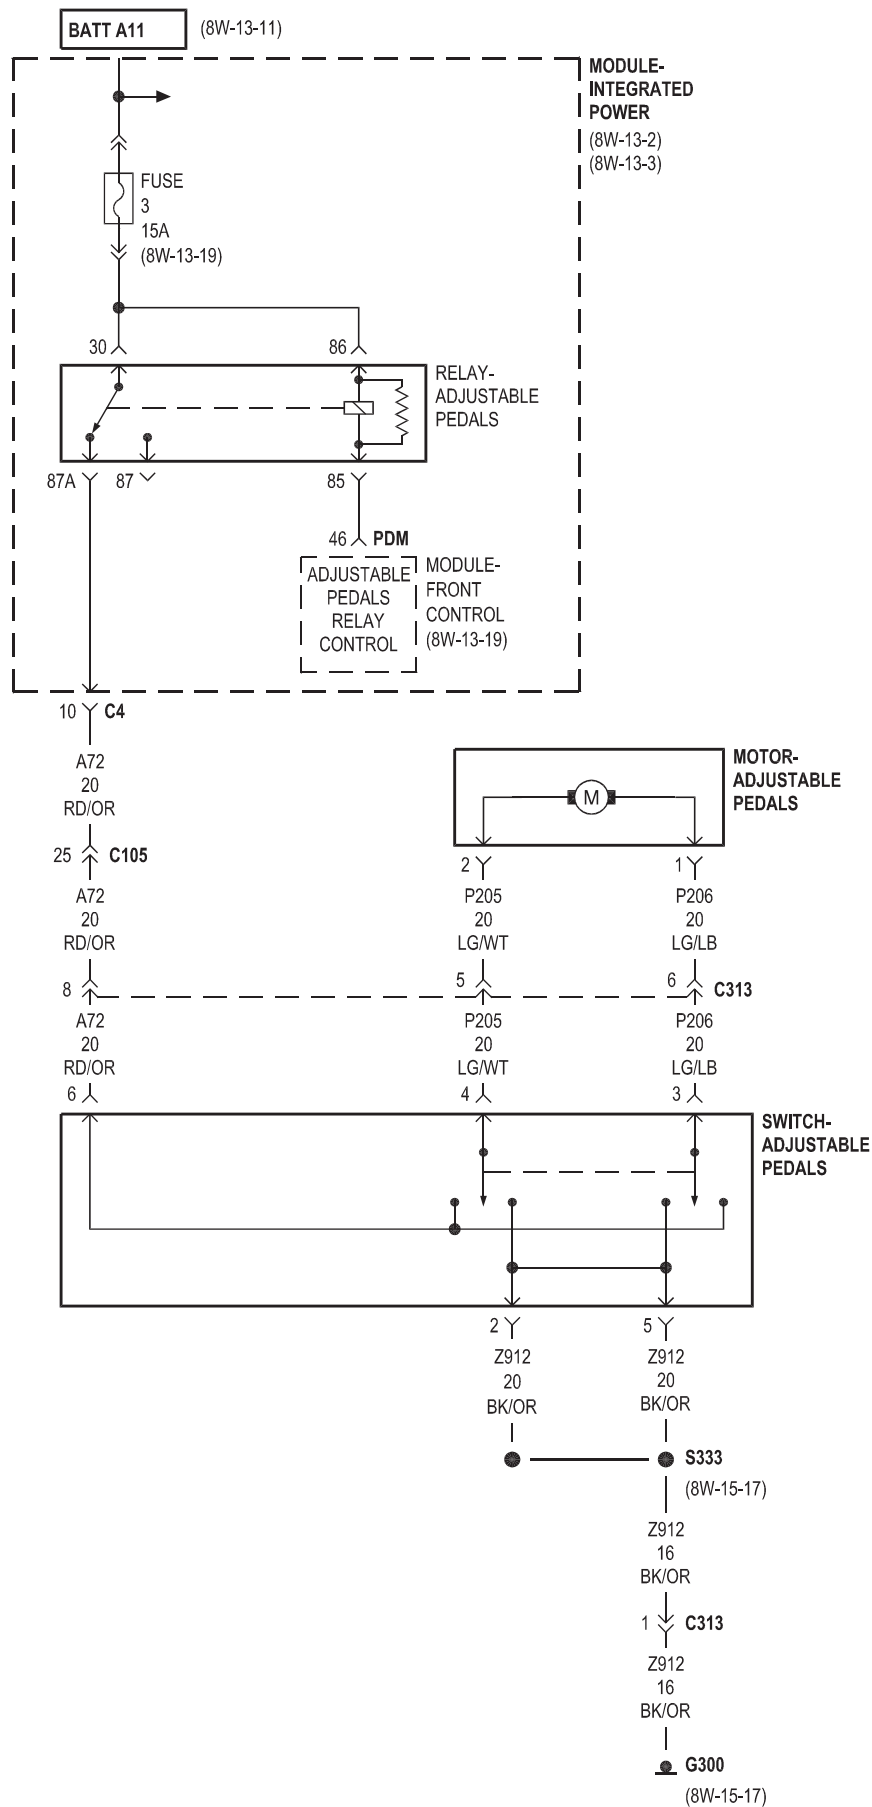 BATT A11 (8W-13-11)
MODULE-
INTEGRATED
POWER
(8W-13-2)
(8W-13-3)
FUSE
3
15A
(8W-13-19)
30 86
RELAY-
ADJUSTABLE
PEDALS
87A 87 85
46 PDM
ADJUSTABLE
PEDALS
RELAY
CONTROL
MODULE-
FRONT
CONTROL
(8W-13-19)
10 C4
A72
20
RD/OR
MOTOR-
ADJUSTABLE
PEDALS
M
25 C105
2 1
A72 P205 P206
20 20 20
RD/OR LG/WT LG/LB
8 5 6 C313
A72 P205 P206
20 20 20
RD/OR LG/WT LG/LB
6 4 3
SWITCH-
ADJUSTABLE
PEDALS
2 5
Z912 Z912
20 20
BK/OR BK/OR
S333
(8W-15-17)
Z912
16
BK/OR
1 C313
Z912
16
BK/OR
G300
(8W-15-17)